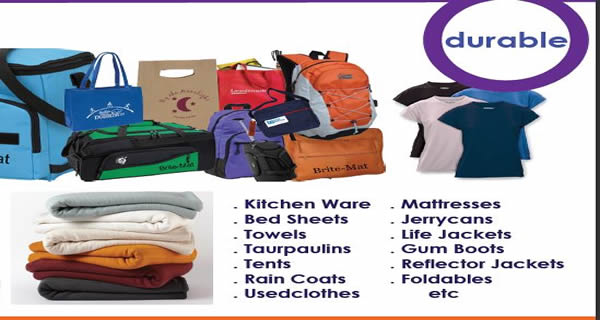 durable
Mat
Brite-Mat
Brite-Mat
. Kitchen Ware
. Bed Sheets
. Towels
. Taurpaulins
. Tents
. Rain Coats
. Usedclothes
. Mattresses
. Jerrycans
. Life Jackets
. Gum Boots
. Reflector Jackets
. Foldables
etc